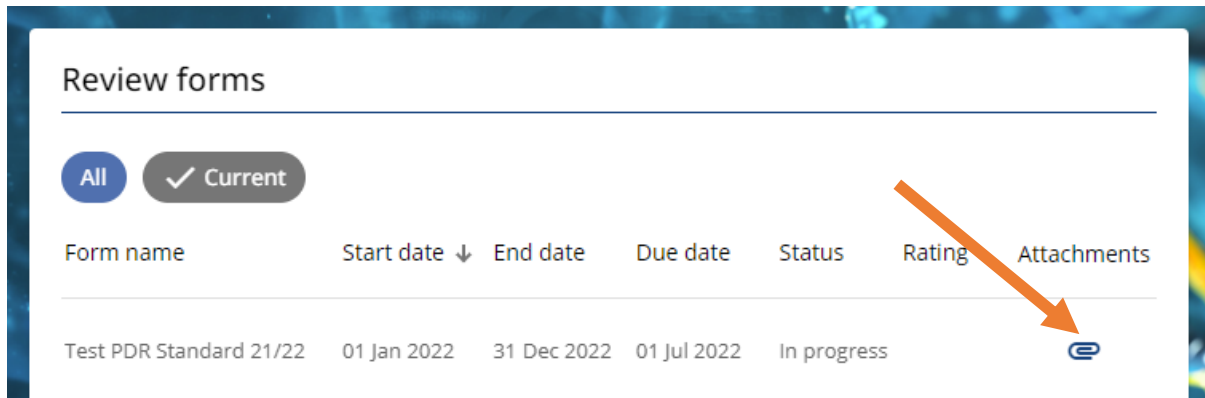 Review forms
All Current
Form name Start date End date Due date Status Rating Attachments
Test PDR Standard 21/22 01 Jan 2022 31 Dec 2022 01 Jul 2022 In progress